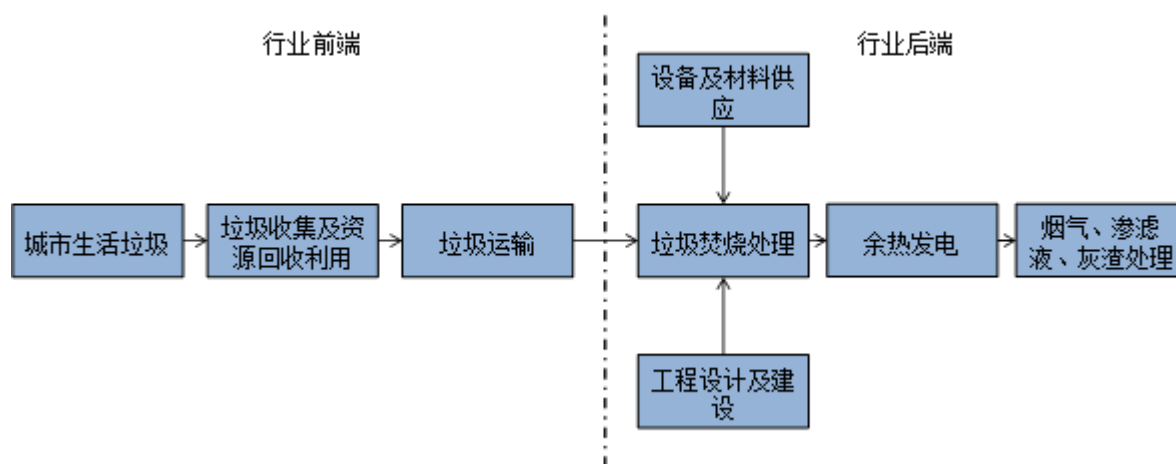 行业前端
行业后端
设备及材料供
应
城市生活垃圾
垃圾收集及资
源回收利用
垃圾运输
垃圾焚烧处理
余热发电
烟气、渗滤
液、灰渣处理
工程设计及建
设